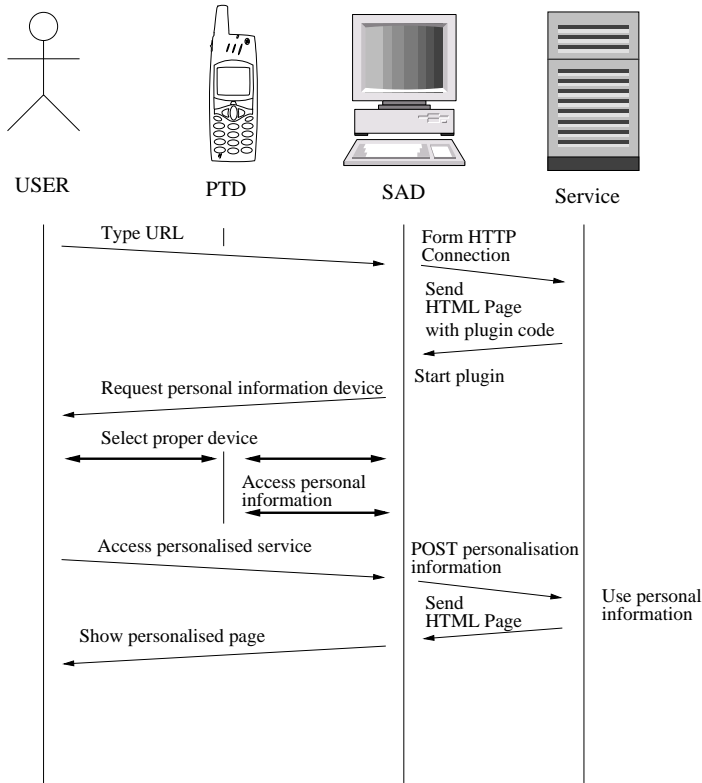 USER
PTD
SAD
Service
Type URL
Form HTTP
Connection
Send
HTML Page
with plugin code
Start plugin
Request personal information device
Select proper device
Access personal
information
Access personalised service
POST personalisation
information
Use personal
information
Send
HTML Page
Show personalised page